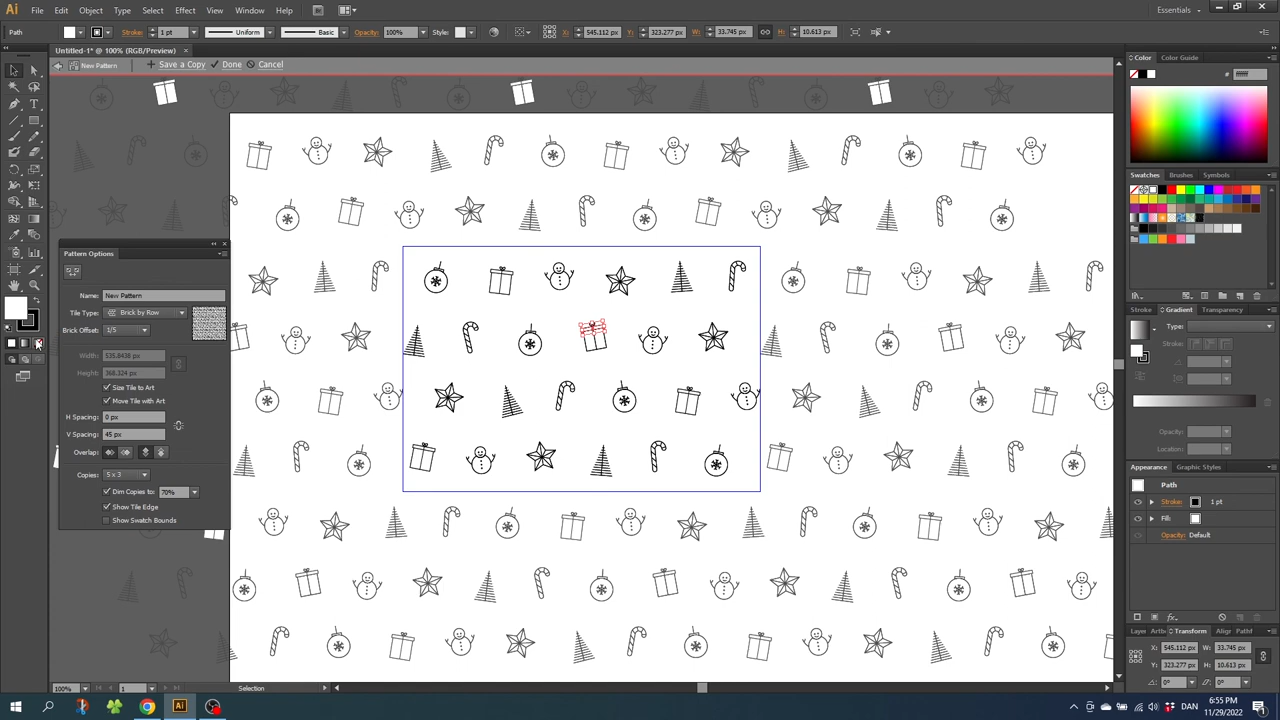 Ai File Edit Object Type Select Effect View Window Help Br Essentials
Path Stroke: 1 pt Uniform Basic Opacity: 100% Style: X: 545.112 px Y: 323.277 px W: 33.745 px H: 10.613 px
Untitled-1* @ 100% (RGB/Preview)
New Pattern Save a Copy Done Cancel
Color Color Guide
#
Swatches Brushes Symbols
Pattern Options
Name: New Pattern
Tile Type: Brick by Row
Brick Offset: 1/5
Width: 535.8438 px
Height: 368.324 px
Size Tile to Art
Move Tile with Art
H Spacing: 0 px
V Spacing: 45 px
Overlap:
Copies: 5 x 3
Dim Copies to: 70%
Show Tile Edge
Show Swatch Bounds
Stroke Gradient Transparency
Type:
Stroke:
Opacity:
Location:
Appearance Graphic Styles
Path
Stroke: 1 pt
Fill:
Opacity: Default
Layer Artb Transform Align Pathf
X: 545.112 px W: 33.745 px
Y: 323.277 px H: 10.613 px
0° 0°
100% 1 Selection
Ai DAN 6:55 PM
11/29/2022